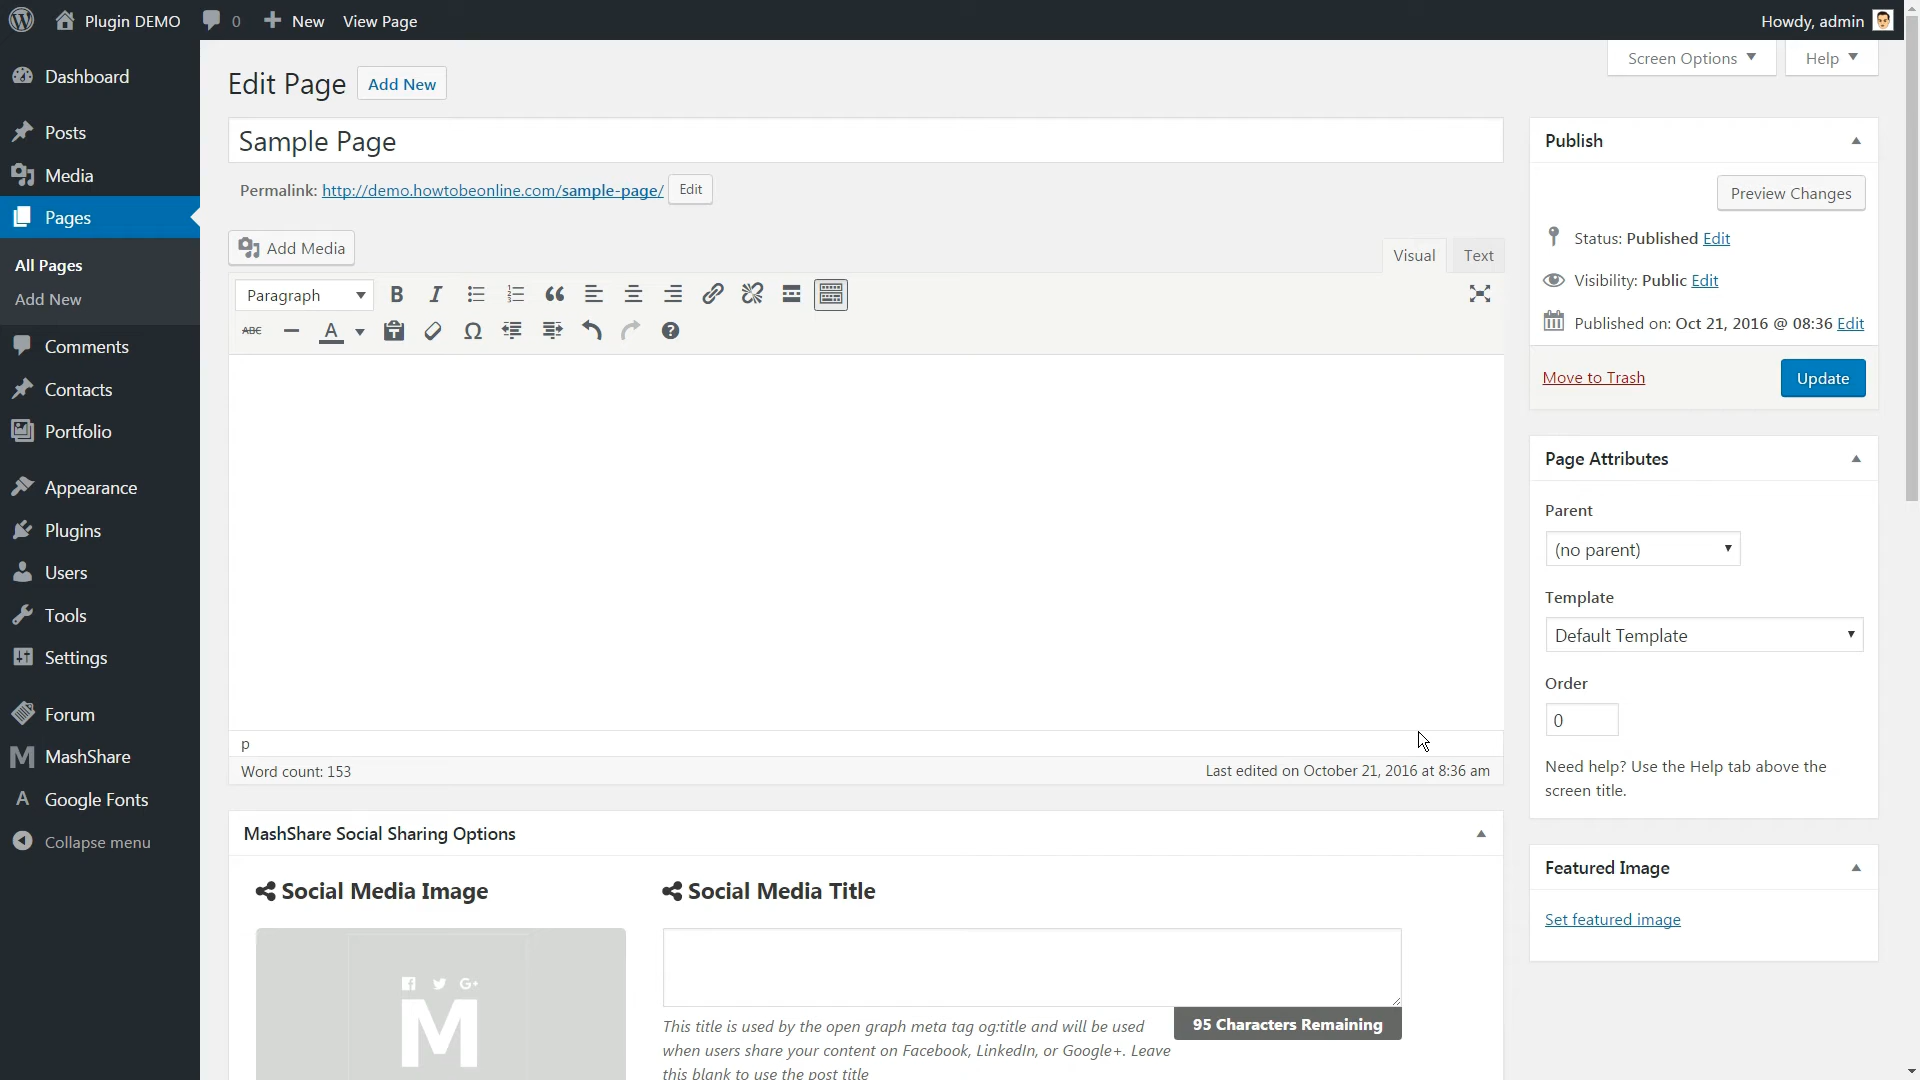 Plugin DEMO 0 New View Page Howdy, admin
Dashboard
Posts
Media
Pages
All Pages
Add New
Comments
Contacts
Portfolio
Appearance
Plugins
Users
Tools
Settings
Forum
M MashShare
A Google Fonts
Collapse menu
Screen Options Help
Edit Page Add New
Sample Page
Permalink: http://demo.howtobeonline.com/sample-page/ Edit
Add Media
Visual Text
Paragraph B I
ABC A Ω
p
Word count: 153 Last edited on October 21, 2016 at 8:36 am
MashShare Social Sharing Options
Social Media Image
M
Social Media Title
95 Characters Remaining
This title is used by the open graph meta tag og:title and will be used
when users share your content on Facebook, LinkedIn, or Google+. Leave
this blank to use the post title
Publish
Preview Changes
Status: Published Edit
Visibility: Public Edit
Published on: Oct 21, 2016 @ 08:36 Edit
Move to Trash Update
Page Attributes
Parent
(no parent)
Template
Default Template
Order
0
Need help? Use the Help tab above the
screen title.
Featured Image
Set featured image